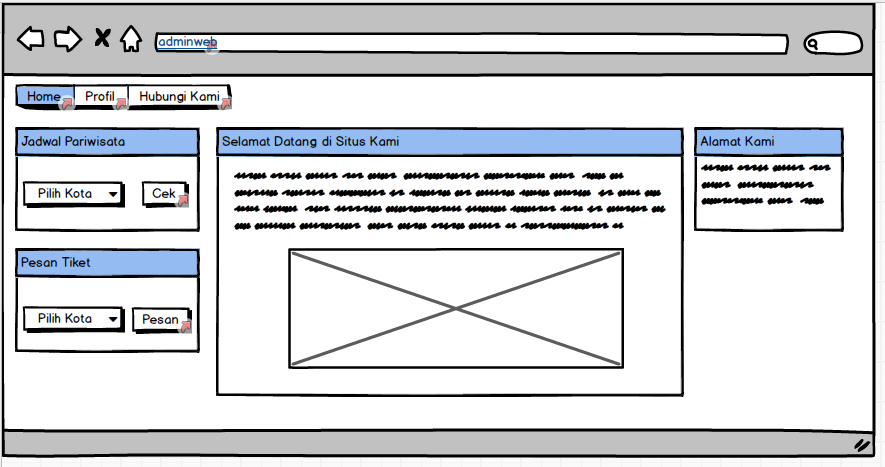 adminweb
Home Profil Hubungi Kami
Jadwal Pariwisata
Pilih Kota Cek
Pesan Tiket
Pilih Kota Pesan
Selamat Datang di Situs Kami
Alamat Kami